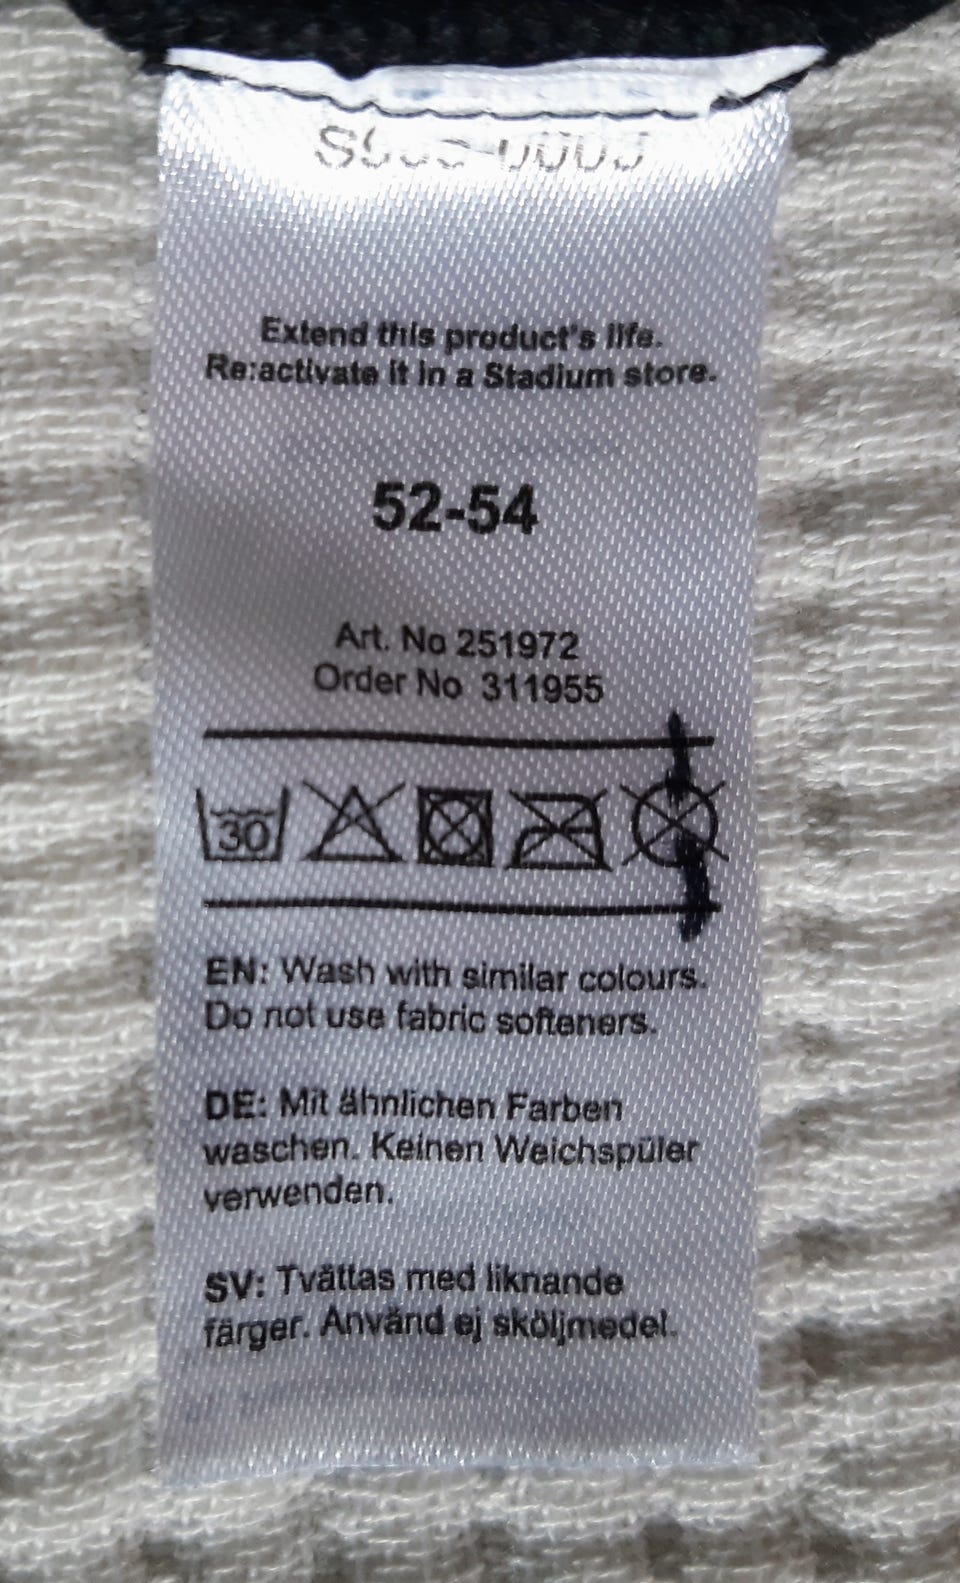 Extend this product's life.
Re:activate it in a Stadium store.
52-54
Art. No 251972
Order No 311955
30
EN: Wash with similar colours.
Do not use fabric softeners.
DE: Mit ähnlichen Farben
waschen. Keinen Weichspüler
verwenden.
SV: Tvättas med liknande
färger. Använd ej sköljmedel.